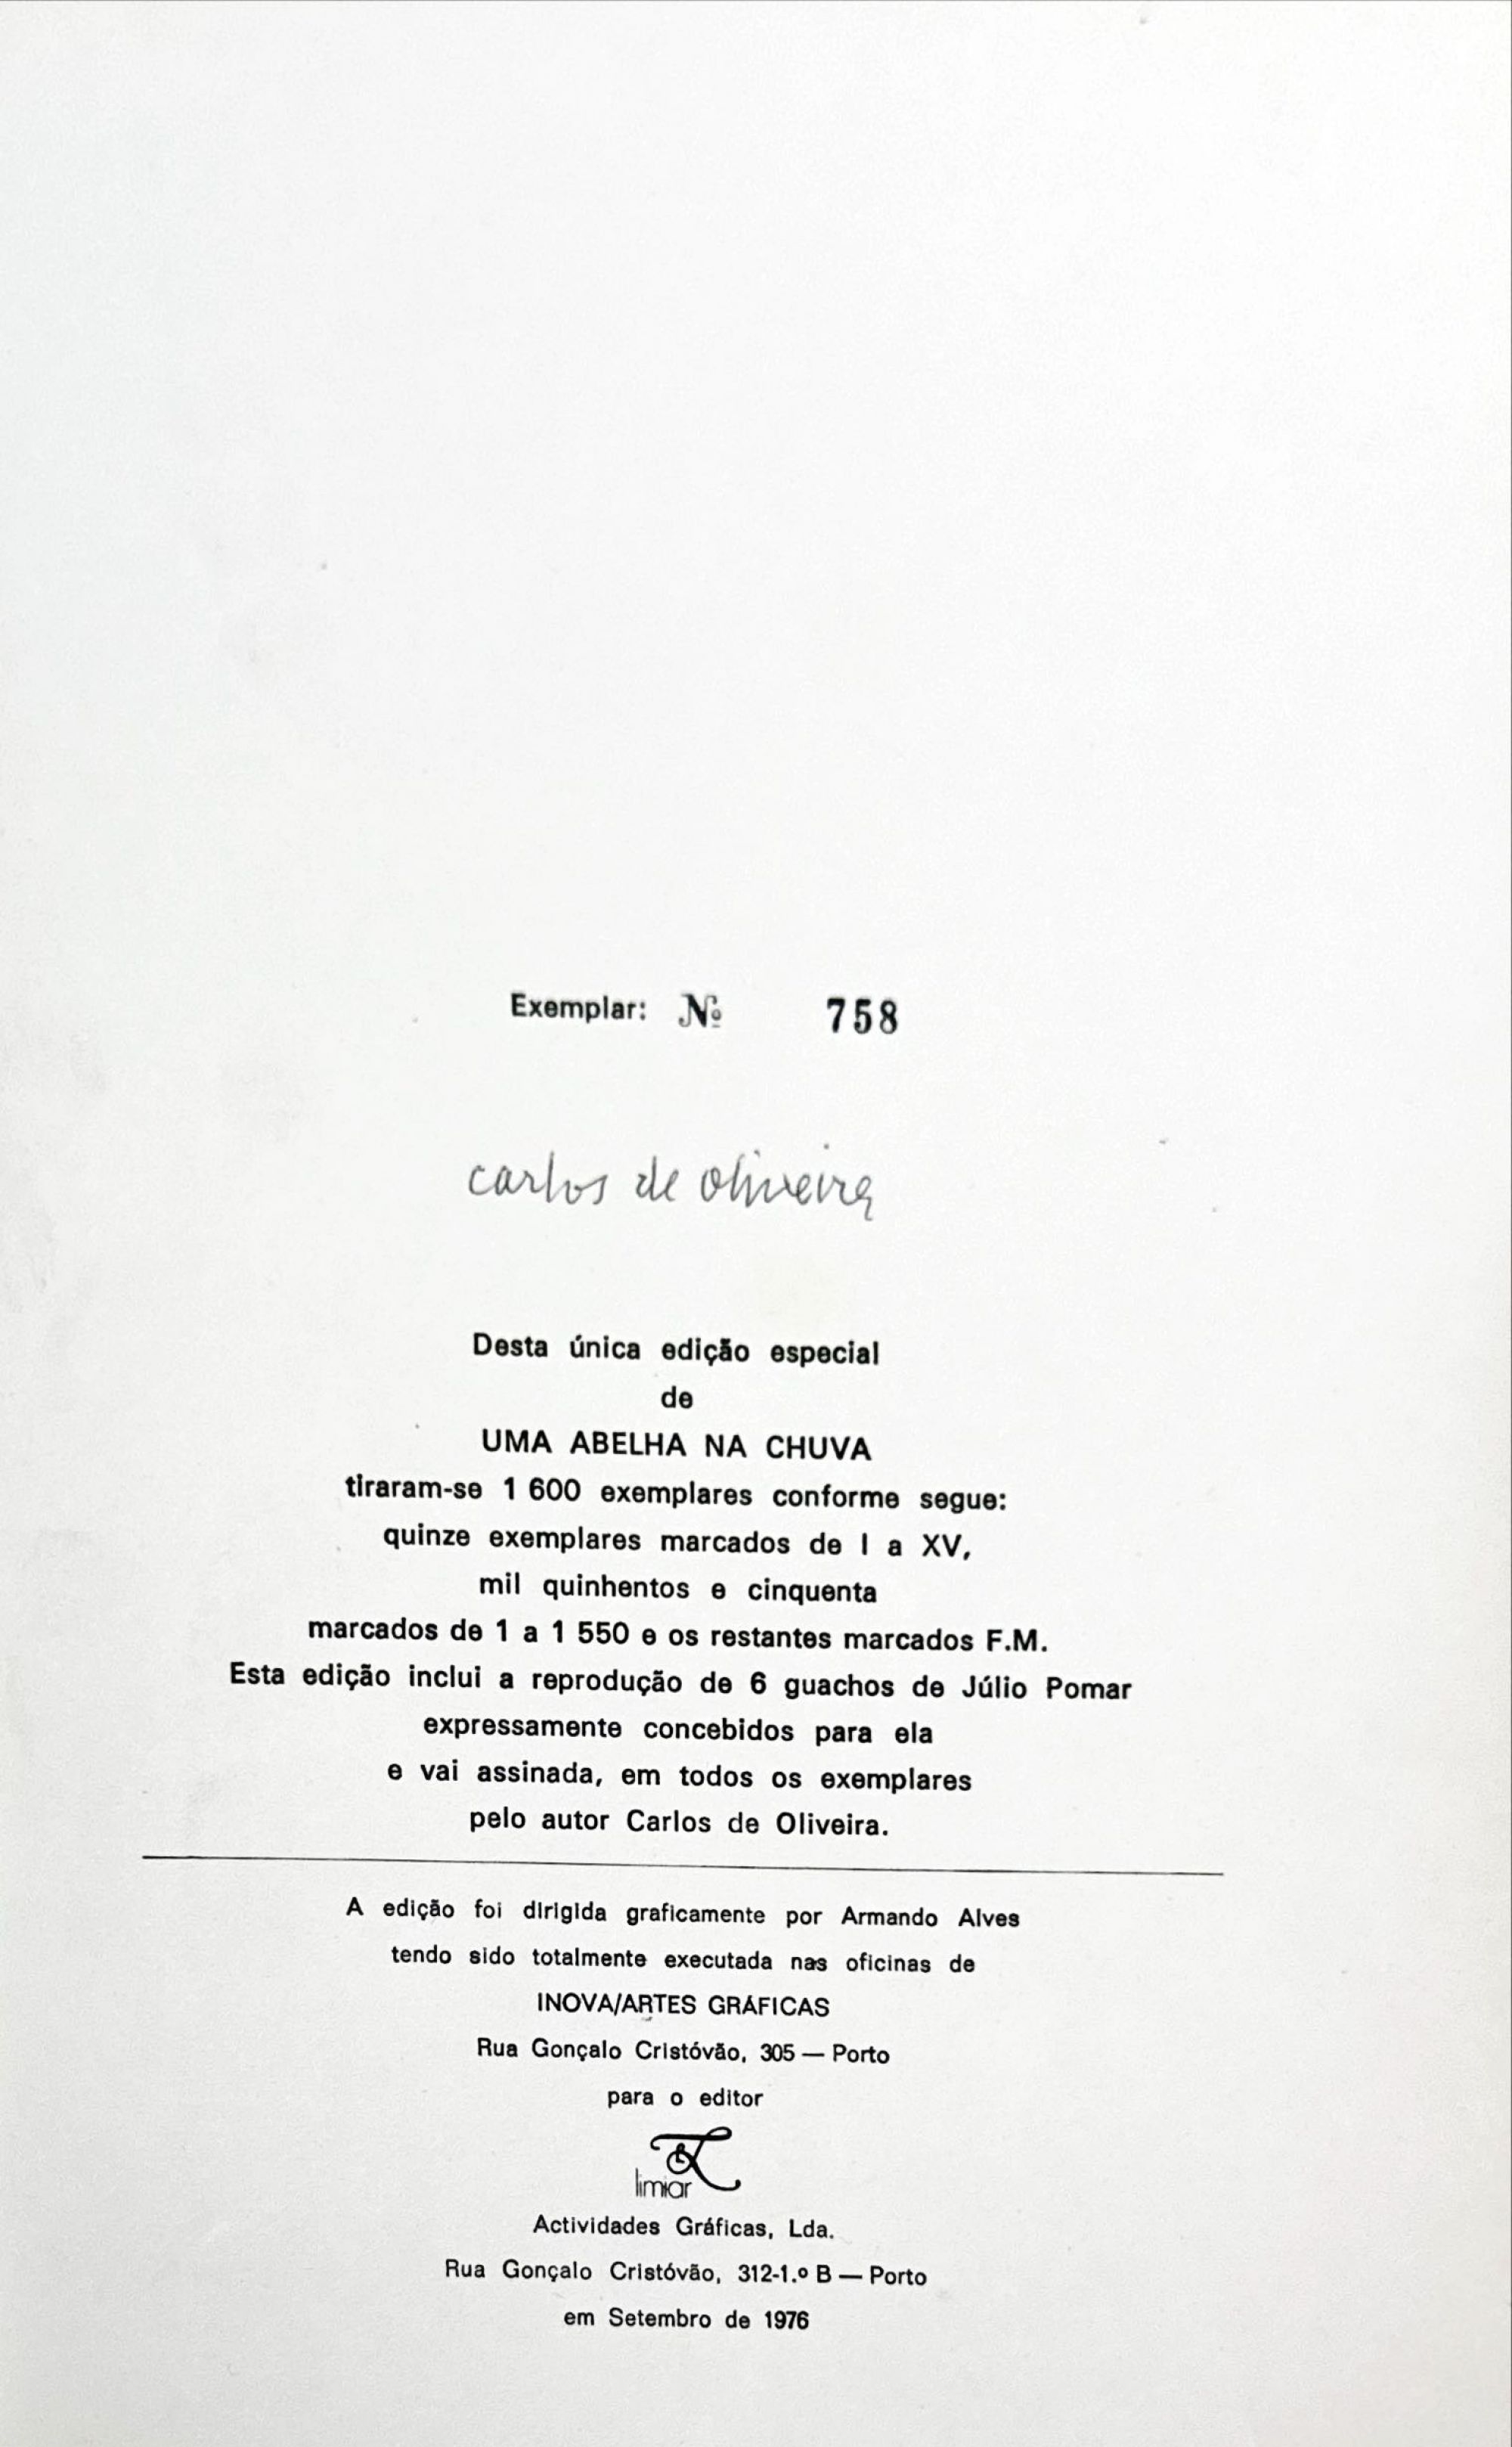 Exemplar: Nº 758
carlos de oliveira
Desta única edição especial
de
UMA ABELHA NA CHUVA
tiraram-se 1 600 exemplares conforme segue:
quinze exemplares marcados de I a XV,
mil quinhentos e cinquenta
marcados de 1 a 1 550 e os restantes marcados F.M.
Esta edição inclui a reprodução de 6 guachos de Júlio Pomar
expressamente concebidos para ela
e vai assinada, em todos os exemplares
pelo autor Carlos de Oliveira.
A edição foi dirigida graficamente por Armando Alves
tendo sido totalmente executada nas oficinas de
INOVA/ARTES GRÁFICAS
Rua Gonçalo Cristóvão, 305 — Porto
para o editor
limiar
Actividades Gráficas, Lda.
Rua Gonçalo Cristóvão, 312-1.º B — Porto
em Setembro de 1976